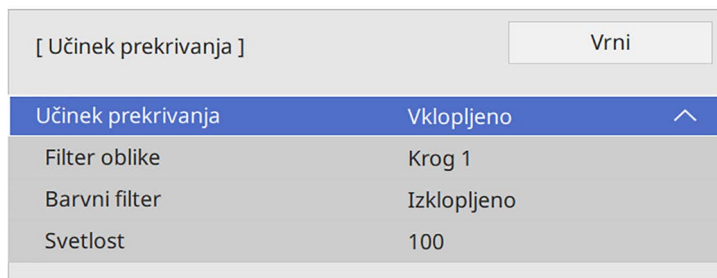 [ Učinek prekrivanja ] Vrni
Učinek prekrivanja Vklopljeno
Filter oblike Krog 1
Barvni filter Izklopljeno
Svetlost 100